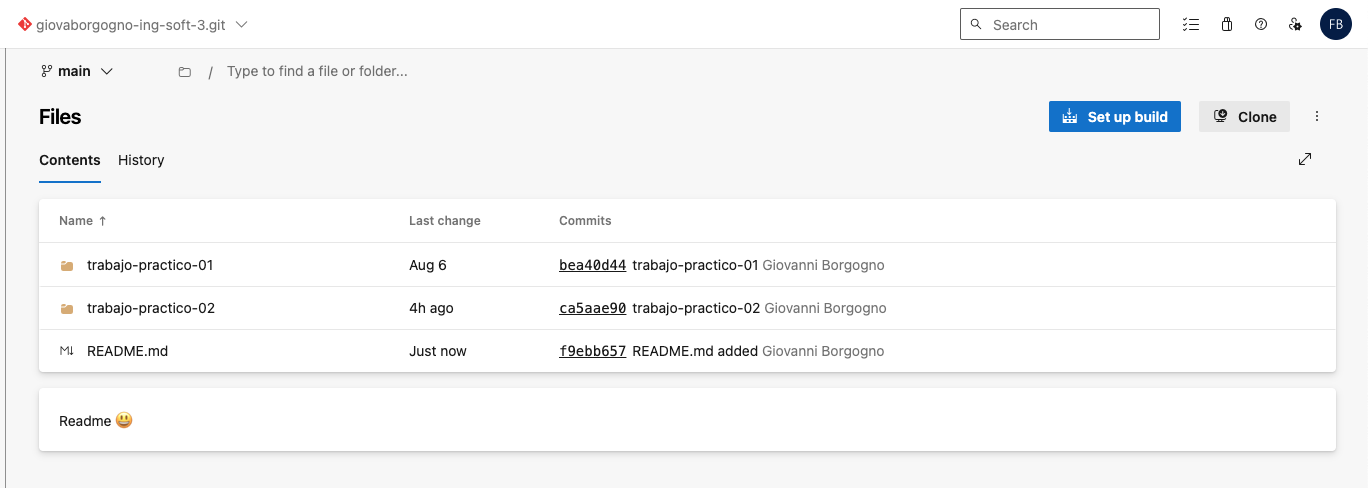 giovaborgogno-ing-soft-3.git
Search
FB
main
/ Type to find a file or folder...
Files
Set up build
Clone
Contents History
Name ↑ Last change Commits
trabajo-practico-01 Aug 6 bea40d44 trabajo-practico-01 Giovanni Borgogno
trabajo-practico-02 4h ago ca5aae90 trabajo-practico-02 Giovanni Borgogno
M↓ README.md Just now f9ebb657 README.md added Giovanni Borgogno
Readme 😃